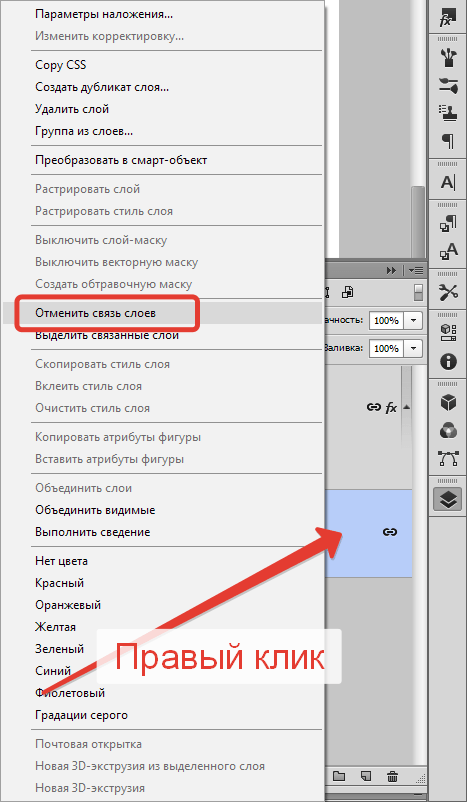 Параметры наложения...
Изменить корректировку...
Copy CSS
Создать дубликат слоя...
Удалить слой
Группа из слоев...
Преобразовать в смарт-объект
Растрировать слой
Растрировать стиль слоя
Выключить слой-маску
Выключить векторную маску
Создать обтравочную маску
Отменить связь слоев
ачность: 100%
Выделить связанные слои
Заливка: 100%
Скопировать стиль слоя
Вклеить стиль слоя
Очистить стиль слоя
fx
Копировать атрибуты фигуры
Вставить атрибуты фигуры
Объединить слои
Объединить видимые
Выполнить сведение
Нет цвета
Красный
Оранжевый
Желтая
Зеленый
Синий
Фиолетовый
Градации серого
Правый клик
Почтовая открытка
Новая 3D-экструзия из выделенного слоя
Новая 3D-экструзия